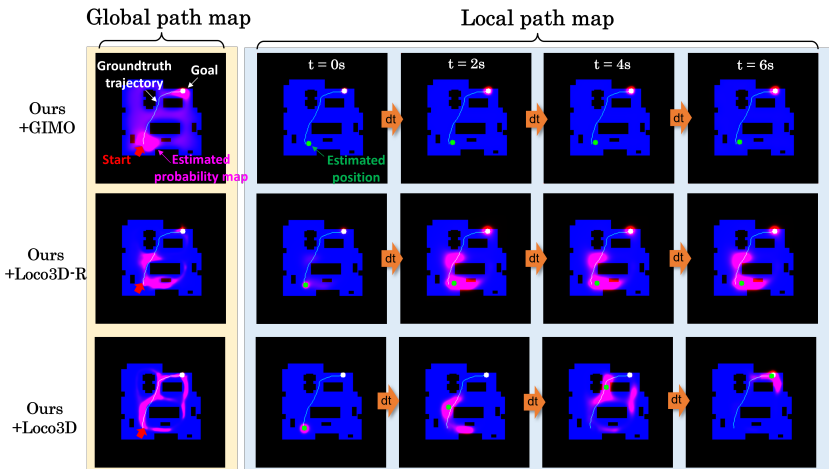 Global path map
Local path map
Groundtruth
trajectory
Goal
t = 0s
t = 2s
t = 4s
t = 6s
Ours
+GIMO
dt
dt
dt
Start
Estimated
probability map
Estimated
position
Ours
+Loco3D-R
dt
dt
dt
Ours
+Loco3D
dt
dt
dt